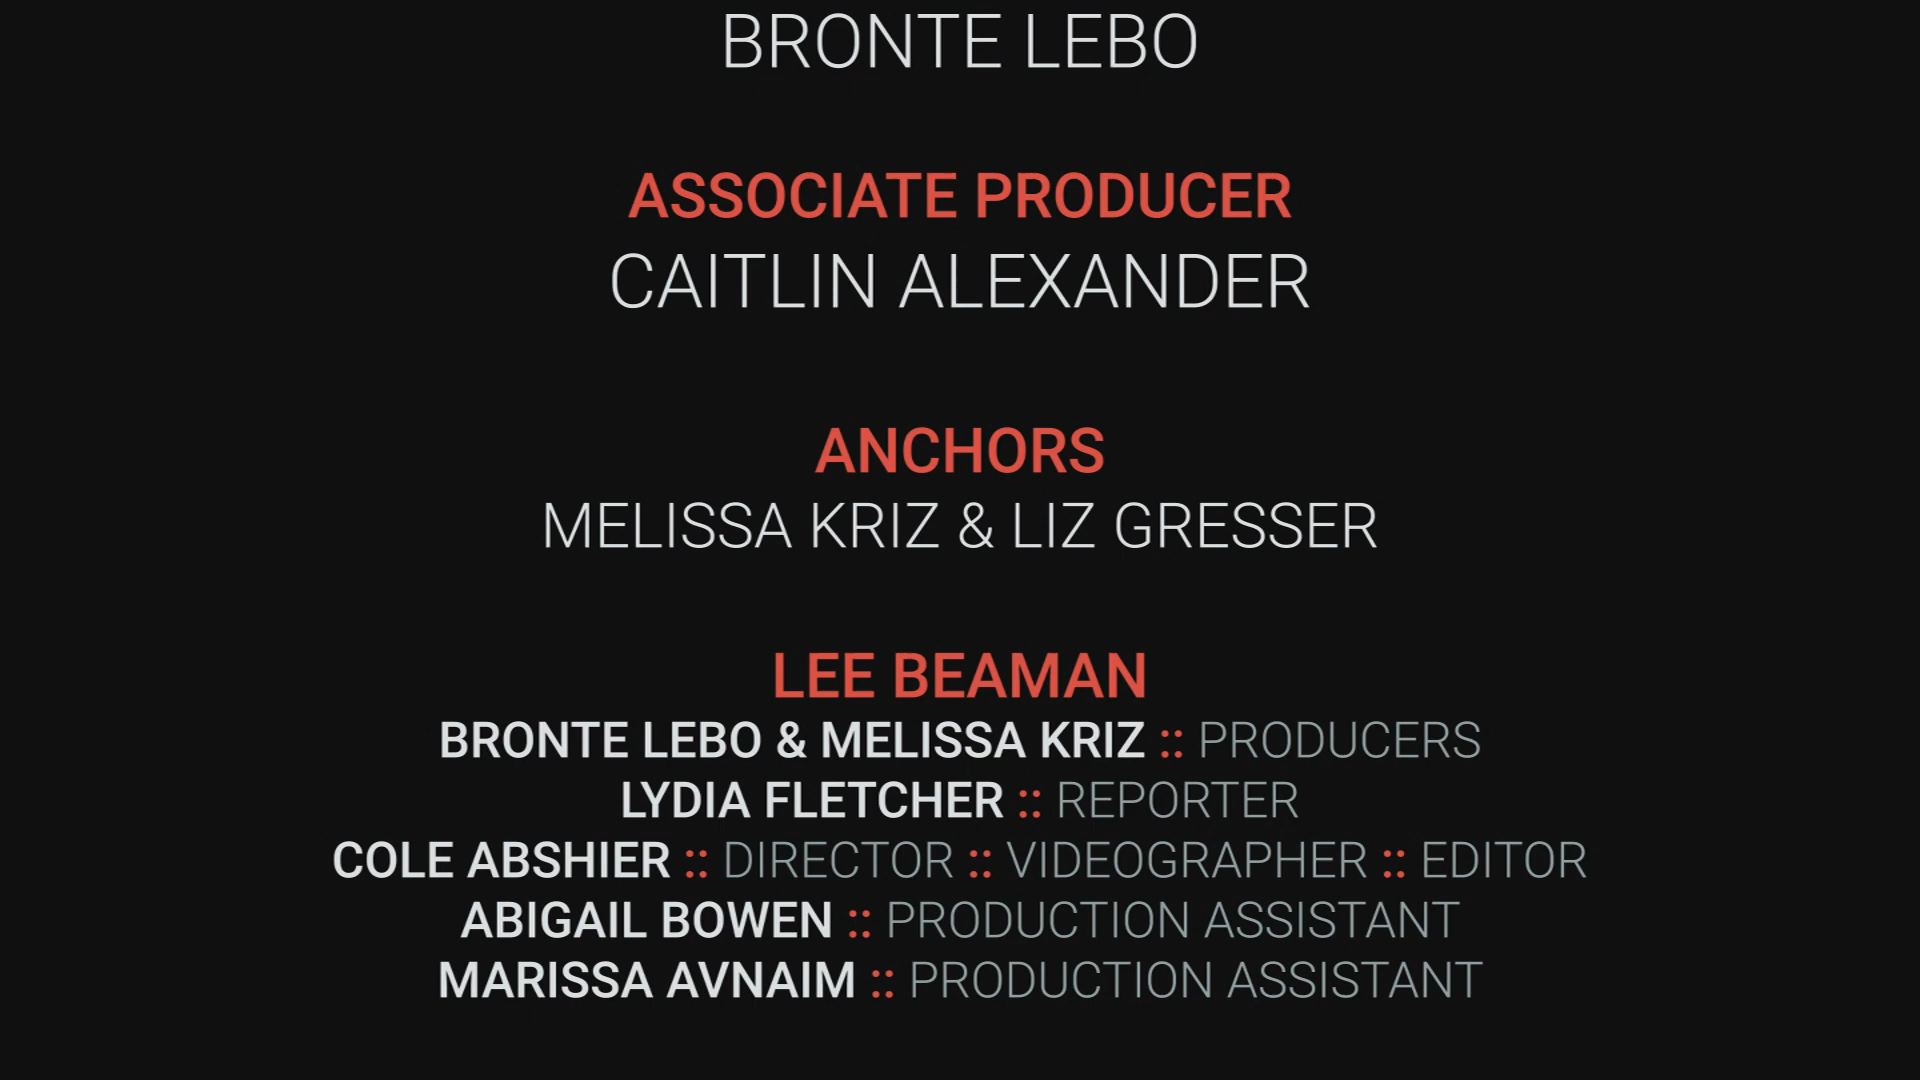 BRONTE LEBO
ASSOCIATE PRODUCER
CAITLIN ALEXANDER
ANCHORS
MELISSA KRIZ & LIZ GRESSER
LEE BEAMAN
BRONTE LEBO & MELISSA KRIZ :: PRODUCERS
LYDIA FLETCHER :: REPORTER
COLE ABSHIER :: DIRECTOR :: VIDEOGRAPHER :: EDITOR
ABIGAIL BOWEN :: PRODUCTION ASSISTANT
MARISSA AVNAIM :: PRODUCTION ASSISTANT